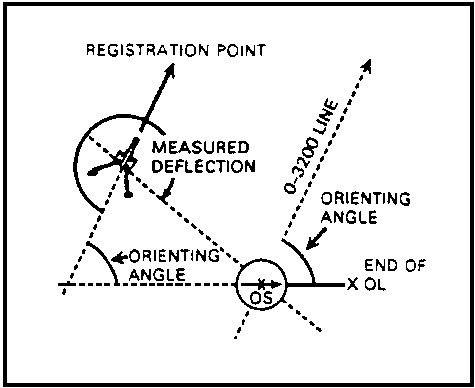 REGISTRATION POINT
MEASURED
DEFLECTION
0-3200 LINE
ORIENTING
ANGLE
ORIENTING
ANGLE
END OF
X OL
X
OS